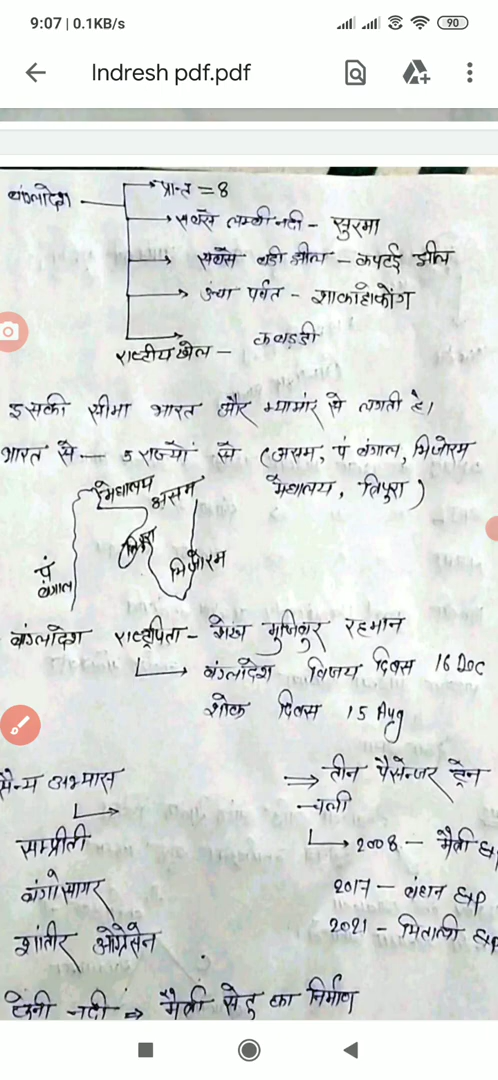 9:07 | 0.1KB/s
90
Indresh pdf.pdf
बंग्लादेश
प्रान्त = 8
सबसे लम्बी नदी - सुरमा
सबसे बडी झील - कपटई झील
ऊंचा पर्वत - शाकाहाफोंग
राष्ट्रीय खेल - कबड्डी
इसकी सीमा भारत और म्यामांर से लगती है।
भारत से - 5 राज्यों से (असम, पं बंगाल, मिजोरम
मेघालय, त्रिपुरा)
मेघालय
असम
त्रिपुरा
मिजोरम
पं बंगाल
बंग्लादेश राष्ट्रपिता - शेख मुजिबुर रहमान
बंग्लादेश विजय दिवस 16 Dec
शोक दिवस 15 Aug
सैन्य अभ्यास
सम्प्रीती
बंगोसागर
शांतीर ओग्रेसेन
⇒ तीन पैसेन्जर ट्रेन
चली
2008 - मैत्री Exp
2017 - बंधन Exp
2021 - मिताली Exp
नदी ⇒ मैत्री सेतु का निर्माण